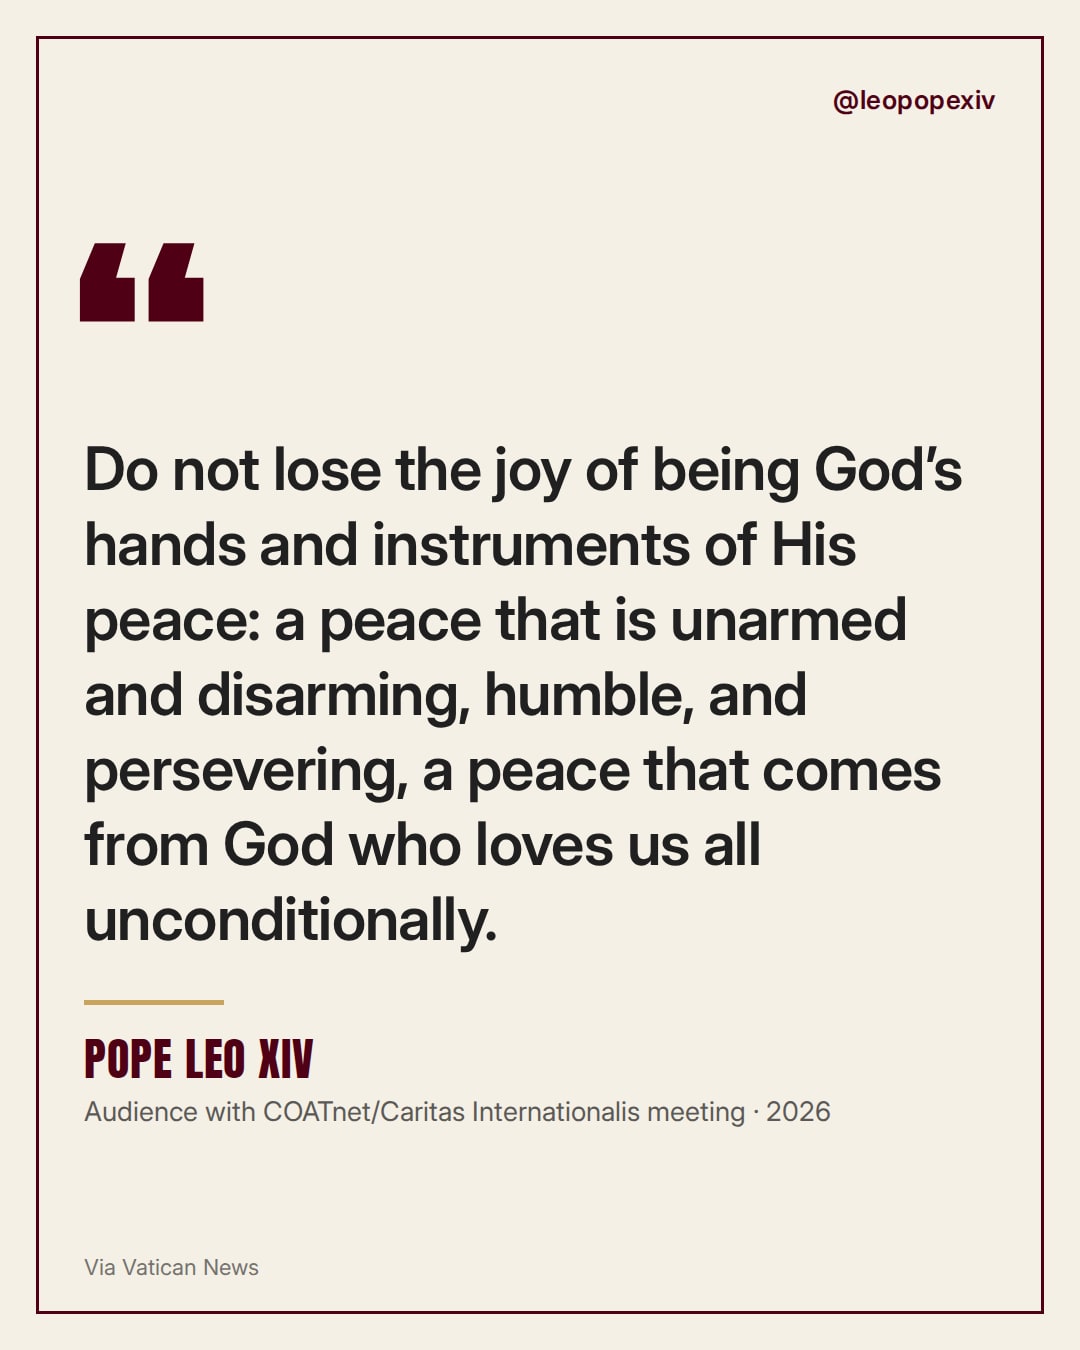 @leopopexiv
“
Do not lose the joy of being God’s
hands and instruments of His
peace: a peace that is unarmed
and disarming, humble, and
persevering, a peace that comes
from God who loves us all
unconditionally.
POPE LEO XIV
Audience with COATnet/Caritas Internationalis meeting · 2026
Via Vatican News